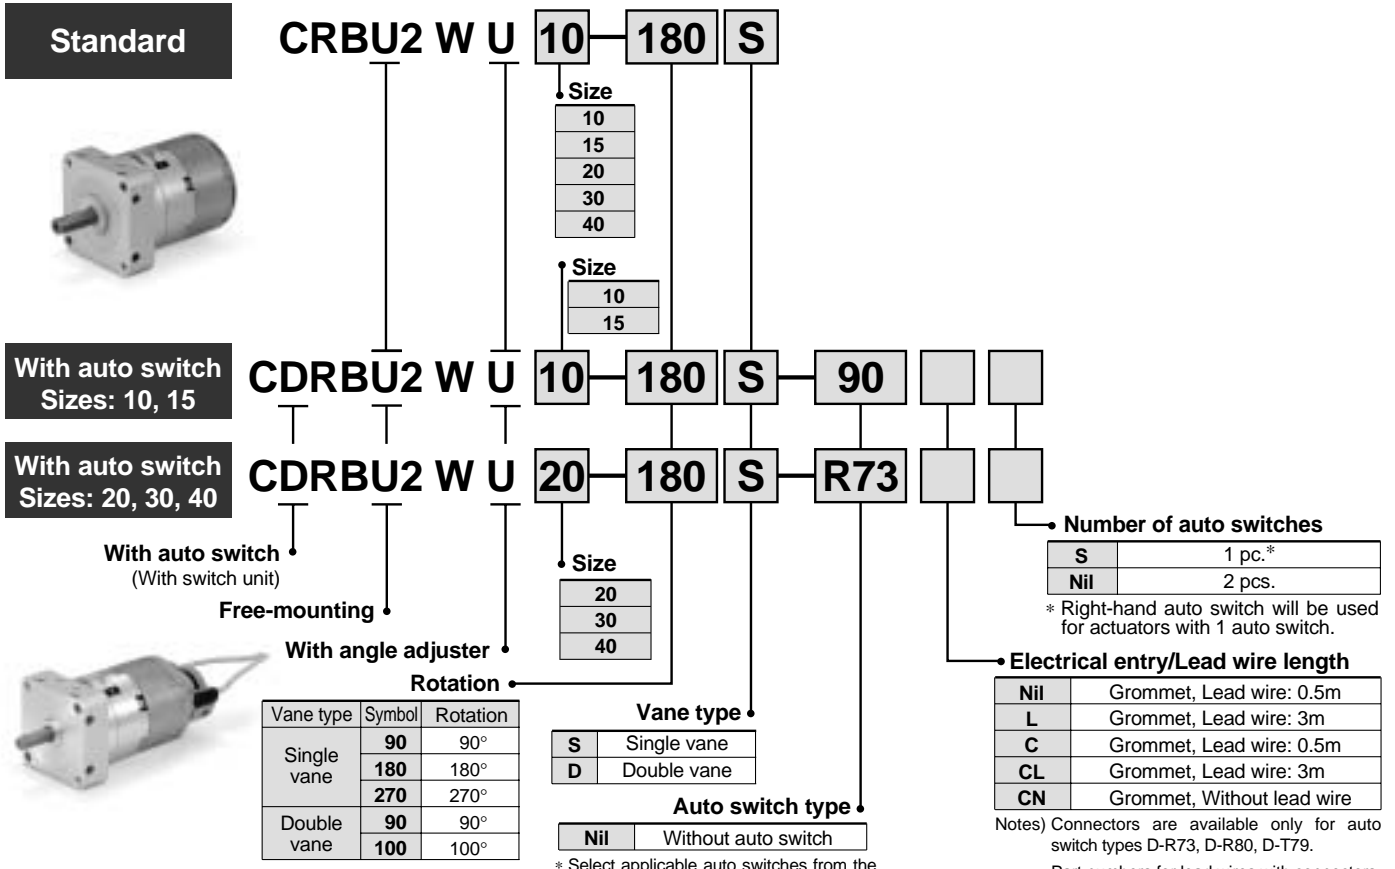 Standard
CRBU2 W U 10 180 S
Size
10
15
20
30
40
Size
10
15
With auto switch
Sizes: 10, 15
CDRBU2 W U 10 180 S 90
With auto switch
Sizes: 20, 30, 40
CDRBU2 W U 20 180 S R73
With auto switch
(With switch unit)
Free-mounting
With angle adjuster
Size
20
30
40
Rotation
Vane type Symbol Rotation
Single vane
90 90°
180 180°
270 270°
Double vane
90 90°
100 100°
Vane type
S Single vane
D Double vane
Auto switch type
Nil Without auto switch
* Select applicable auto switches from the
Number of auto switches
S 1 pc.*
Nil 2 pcs.
* Right-hand auto switch will be used
for actuators with 1 auto switch.
Electrical entry/Lead wire length
Nil Grommet, Lead wire: 0.5m
L Grommet, Lead wire: 3m
C Grommet, Lead wire: 0.5m
CL Grommet, Lead wire: 3m
CN Grommet, Without lead wire
Notes) Connectors are available only for auto
switch types D-R73, D-R80, D-T79.